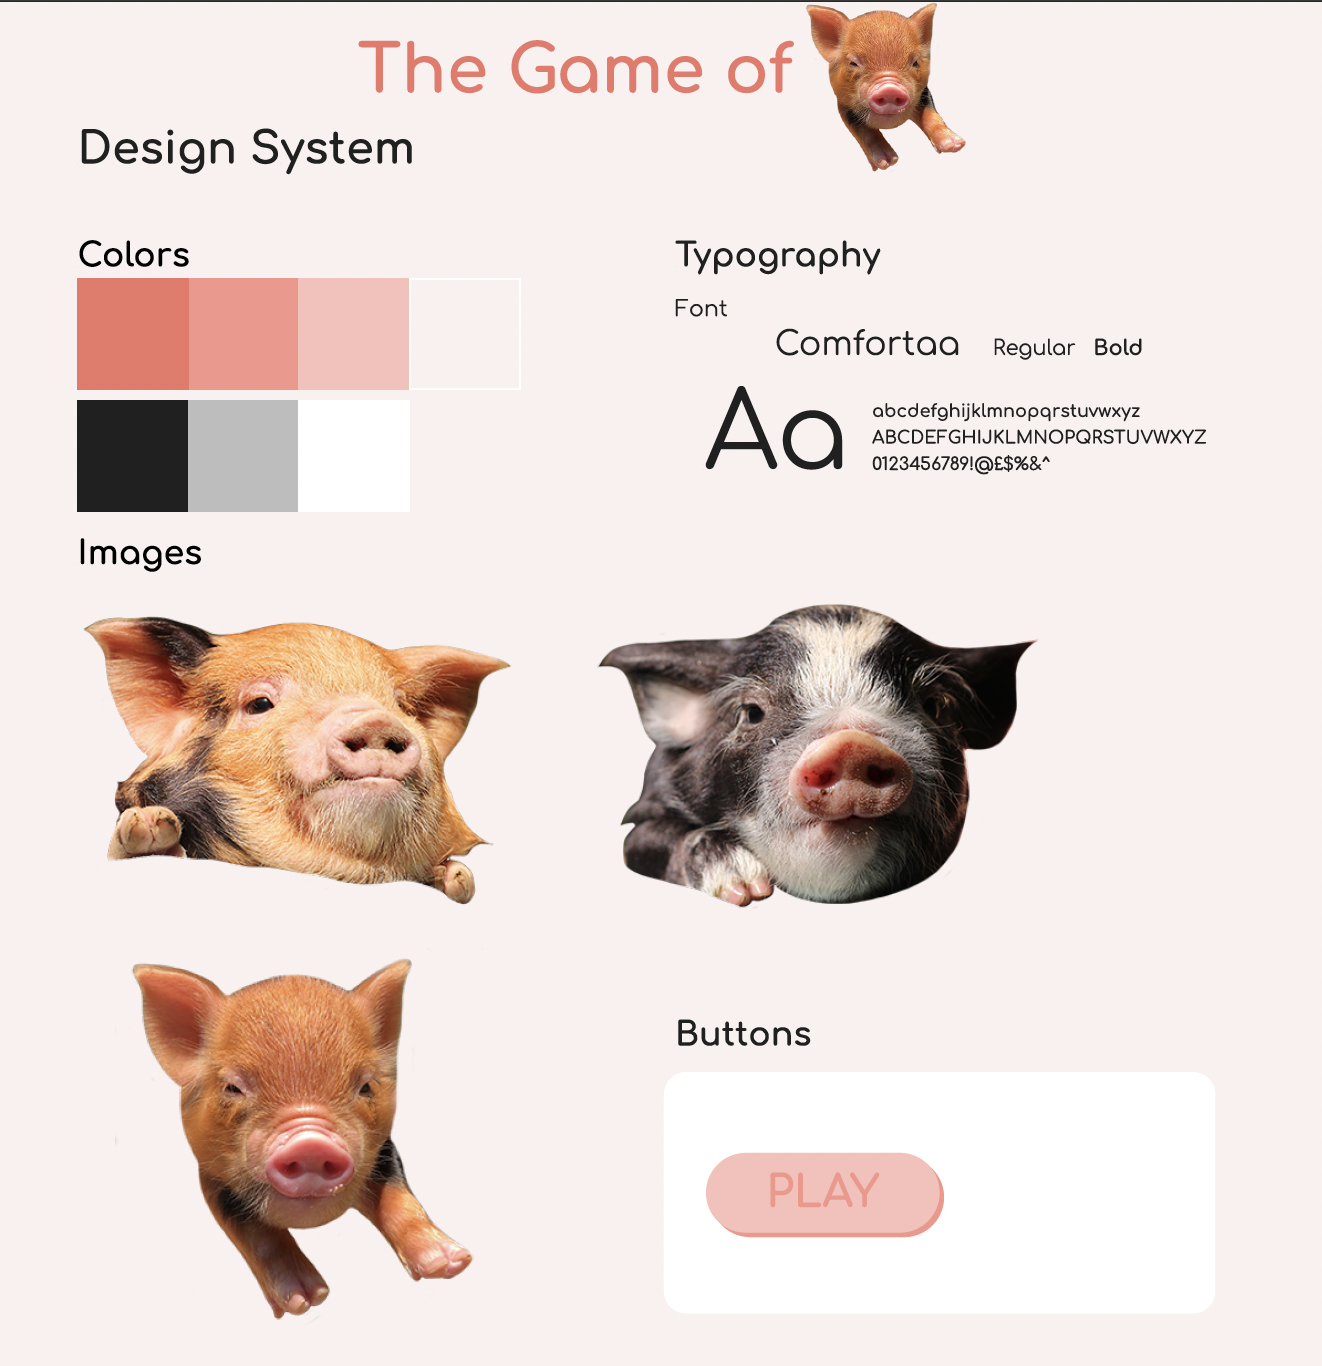 The Game of
Design System
Colors
Typography
Font
Comfortaa Regular Bold
Aa
abcdefghijklmnopqrstuvwxyz
ABCDEFGHIJKLMNOPQRSTUVWXYZ
0123456789!@£$%&^
Images
Buttons
PLAY